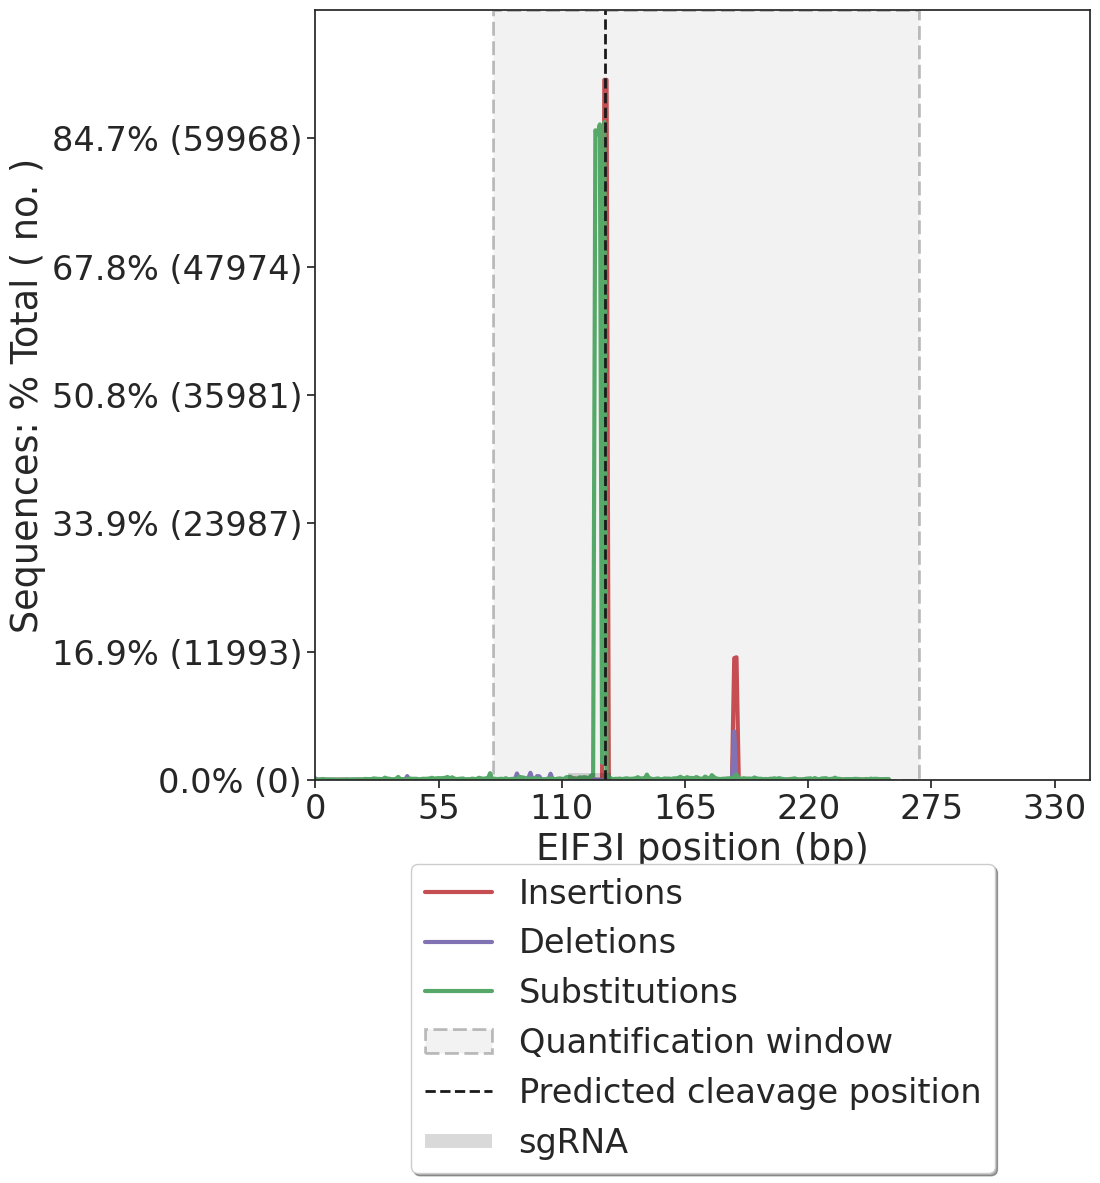 Sequences: % Total ( no. )
84.7% (59968)
67.8% (47974)
50.8% (35981)
33.9% (23987)
16.9% (11993)
0.0% (0)
0 55 110 165 220 275 330
EIF3I position (bp)
Insertions
Deletions
Substitutions
Quantification window
Predicted cleavage position
sgRNA